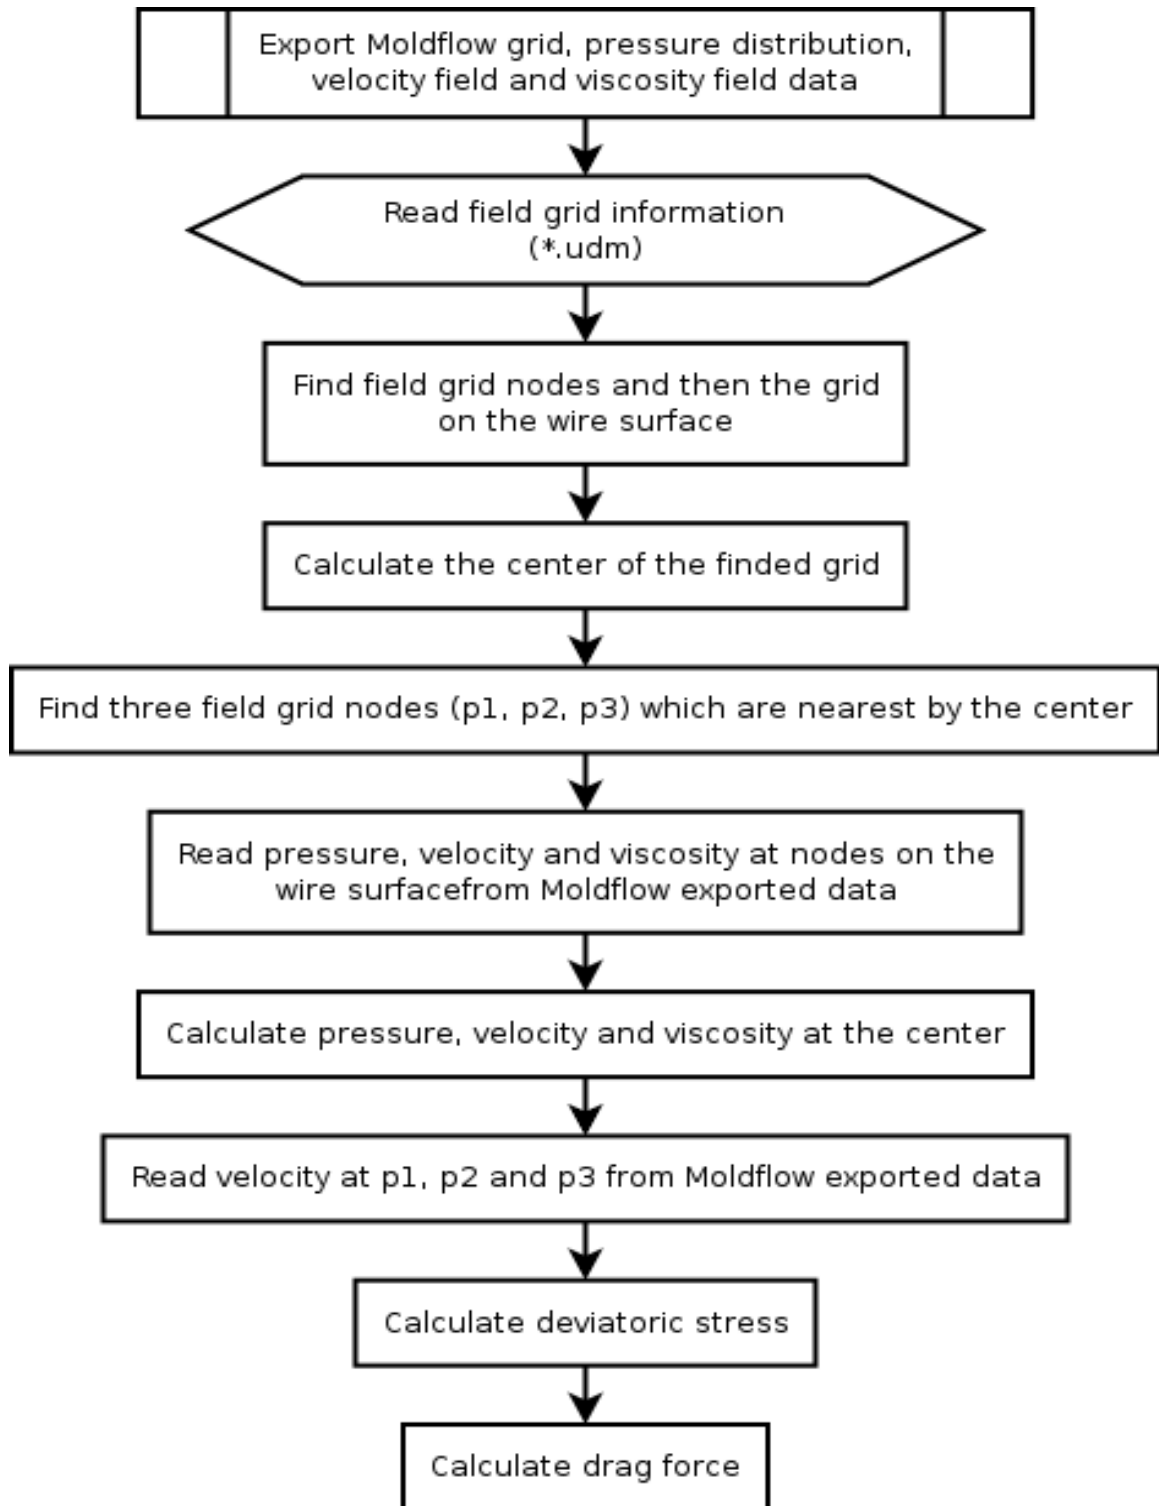 Export Moldflow grid, pressure distribution,
velocity field and viscosity field data
Read field grid information
(*.udm)
Find field grid nodes and then the grid
on the wire surface
Calculate the center of the finded grid
Find three field grid nodes (p1, p2, p3) which are nearest by the center
Read pressure, velocity and viscosity at nodes on the
wire surfacefrom Moldflow exported data
Calculate pressure, velocity and viscosity at the center
Read velocity at p1, p2 and p3 from Moldflow exported data
Calculate deviatoric stress
Calculate drag force